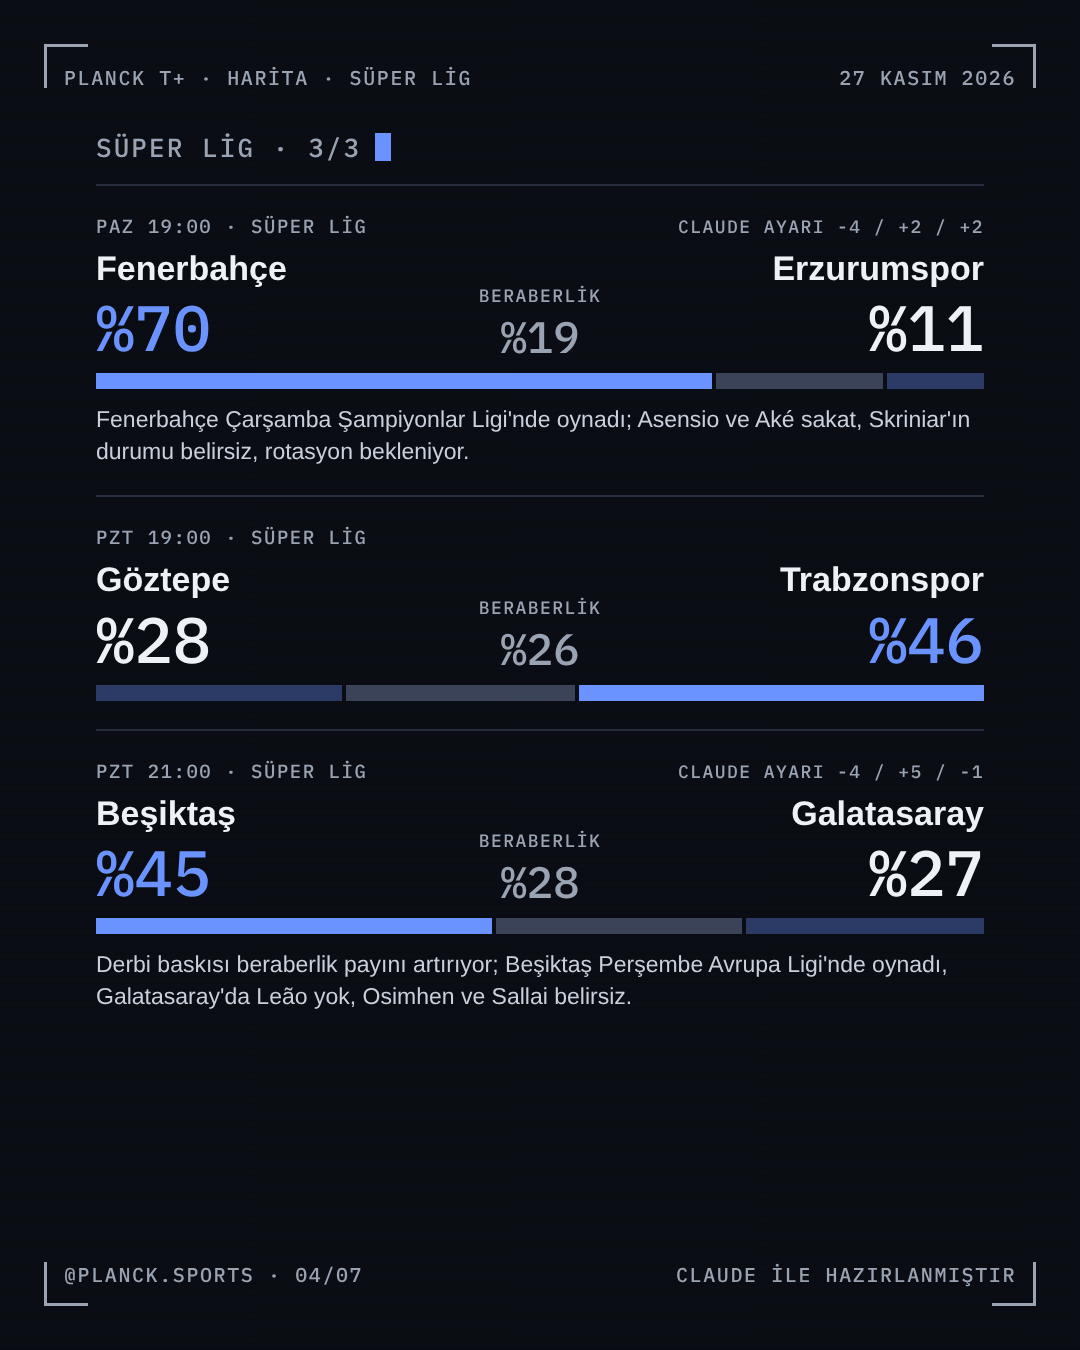 PLANCK T+ · HARİTA · SÜPER LİG
27 KASIM 2026
SÜPER LİG · 3/3
PAZ 19:00 · SÜPER LİG
CLAUDE AYARI -4 / +2 / +2
Fenerbahçe
Erzurumspor
BERABERLİK
%70
%19
%11
Fenerbahçe Çarşamba Şampiyonlar Ligi'nde oynadı; Asensio ve Aké sakat, Skriniar'ın
durumu belirsiz, rotasyon bekleniyor.
PZT 19:00 · SÜPER LİG
Göztepe
Trabzonspor
BERABERLİK
%28
%26
%46
PZT 21:00 · SÜPER LİG
CLAUDE AYARI -4 / +5 / -1
Beşiktaş
Galatasaray
BERABERLİK
%45
%28
%27
Derbi baskısı beraberlik payını artırıyor; Beşiktaş Perşembe Avrupa Ligi'nde oynadı,
Galatasaray'da Leão yok, Osimhen ve Sallai belirsiz.
@PLANCK.SPORTS · 04/07
CLAUDE İLE HAZIRLANMIŞTIR